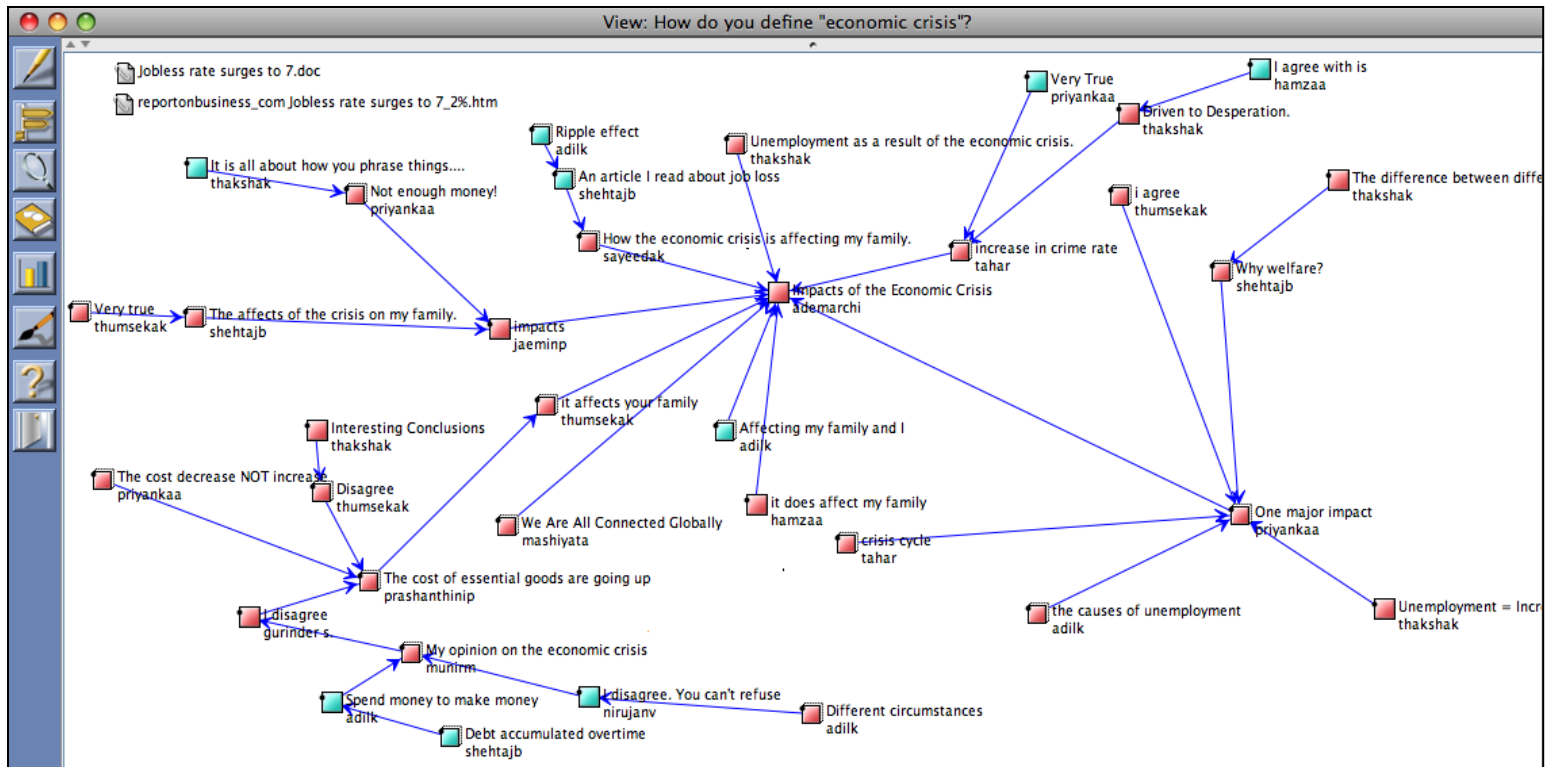 View: How do you define "economic crisis"?
Jobless rate surges to 7.doc
reportonbusiness_com Jobless rate surges to 7_2%.htm
Very True
priyankaa
I agree with is
hamzaa
Driven to Desperation.
thakshak
Ripple effect
adilk
Unemployment as a result of the economic crisis.
thakshak
It is all about how you phrase things....
thakshak
Not enough money!
priyankaa
An article I read about job loss
shehtajb
i agree
thumsekak
The difference between diffe
thakshak
How the economic crisis is affecting my family.
sayeedak
increase in crime rate
tahar
Why welfare?
shehtajb
Impacts of the Economic Crisis
ademarchi
Very true
thumsekak
The affects of the crisis on my family.
shehtajb
impacts
jaeminp
it affects your family
thumsekak
Interesting Conclusions
thakshak
Affecting my family and I
adilk
The cost decrease NOT increase
priyankaa
Disagree
thumsekak
We Are All Connected Globally
mashiyata
it does affect my family
hamzaa
One major impact
priyankaa
crisis cycle
tahar
The cost of essential goods are going up
prashanthinip
I disagree
gurinder s.
the causes of unemployment
adilk
Unemployment = Incr
thakshak
My opinion on the economic crisis
munirm
Spend money to make money
adilk
I disagree. You can't refuse
nirujanv
Different circumstances
adilk
Debt accumulated overtime
shehtajb